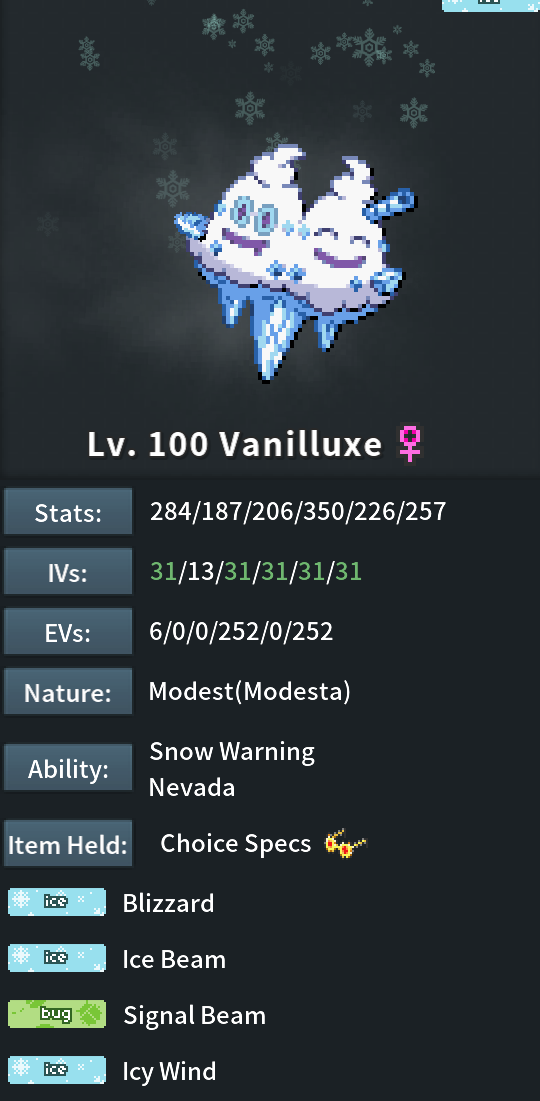 Lv. 100 Vanilluxe ♀
Stats: 284/187/206/350/226/257
IVs: 31/13/31/31/31/31
EVs: 6/0/0/252/0/252
Nature: Modest(Modesta)
Ability: Snow Warning
Nevada
Item Held: Choice Specs
ice Blizzard
ice Ice Beam
bug Signal Beam
ice Icy Wind